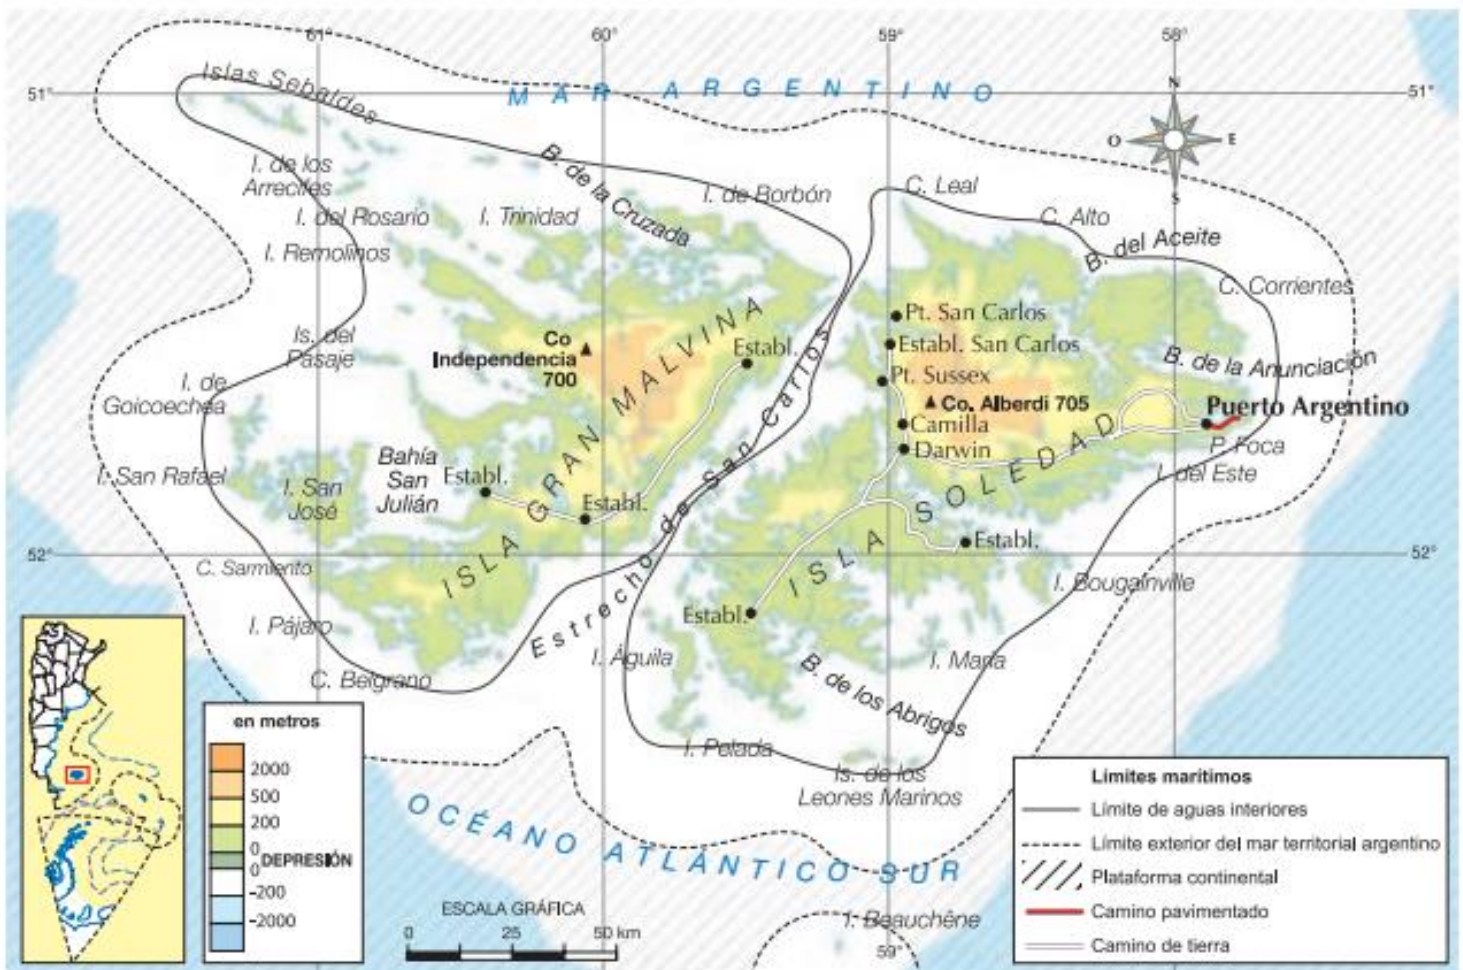 61°
60°
59°
58°
51°
51°
Islas Sebaldes
MAR ARGENTINO
N
O
E
S
I. de los
Arrecifes
B. de la Cruzada
I. de Borbón
C. Leal
I. del Rosario
I. Trinidad
C. Alto
I. Remolinos
B. del Aceite
C. Corrientes
Pt. San Carlos
Is. del
Pasaje
Co
Independencia
700
Establ.
Establ. San Carlos
B. de la Anunciación
I. de
Goicoechea
Pt. Sussex
Co. Alberdi 705
Puerto Argentino
Camilla
Darwin
P. Foca
I. del Este
I. San Rafael
I. San
José
Bahía
San
Julián
Establ.
Establ.
ISLA GRAN MALVINA
Estrecho de San Carlos
ISLA SOLEDAD
Establ.
52°
52°
C. Sarmiento
I. Bougainville
I. Pájaro
Establ.
C. Belgrano
I. Águila
I. María
B. de los Abrigos
I. Pelada
Is. de los
Leones Marinos
OCÉANO ATLÁNTICO SUR
I. Beauchêne
59°
en metros
2000
500
200
0
DEPRESIÓN
0
-200
-2000
ESCALA GRÁFICA
0 25 50 km
Límites marítimos
Límite de aguas interiores
Límite exterior del mar territorial argentino
Plataforma continental
Camino pavimentado
Camino de tierra